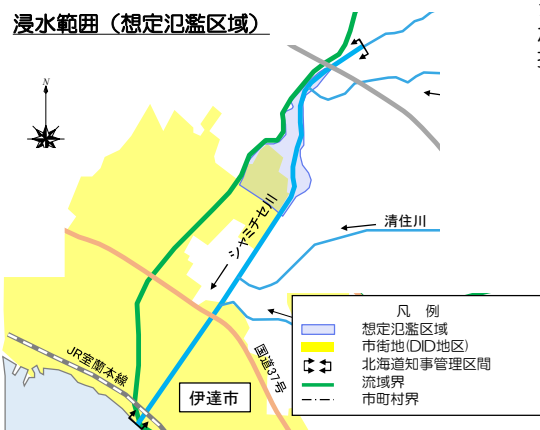 浸水範囲（想定氾濫区域）
N
シャミチセ川
清住川
国道37号
JR室蘭本線
伊達市
凡 例
想定氾濫区域
市街地(DID地区)
北海道知事管理区間
流域界
市町村界